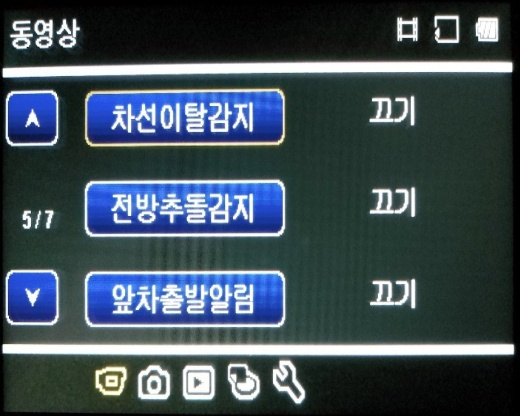 동영상
차선이탈감지 끄기
5/7
전방추돌감지 끄기
앞차출발알림 끄기